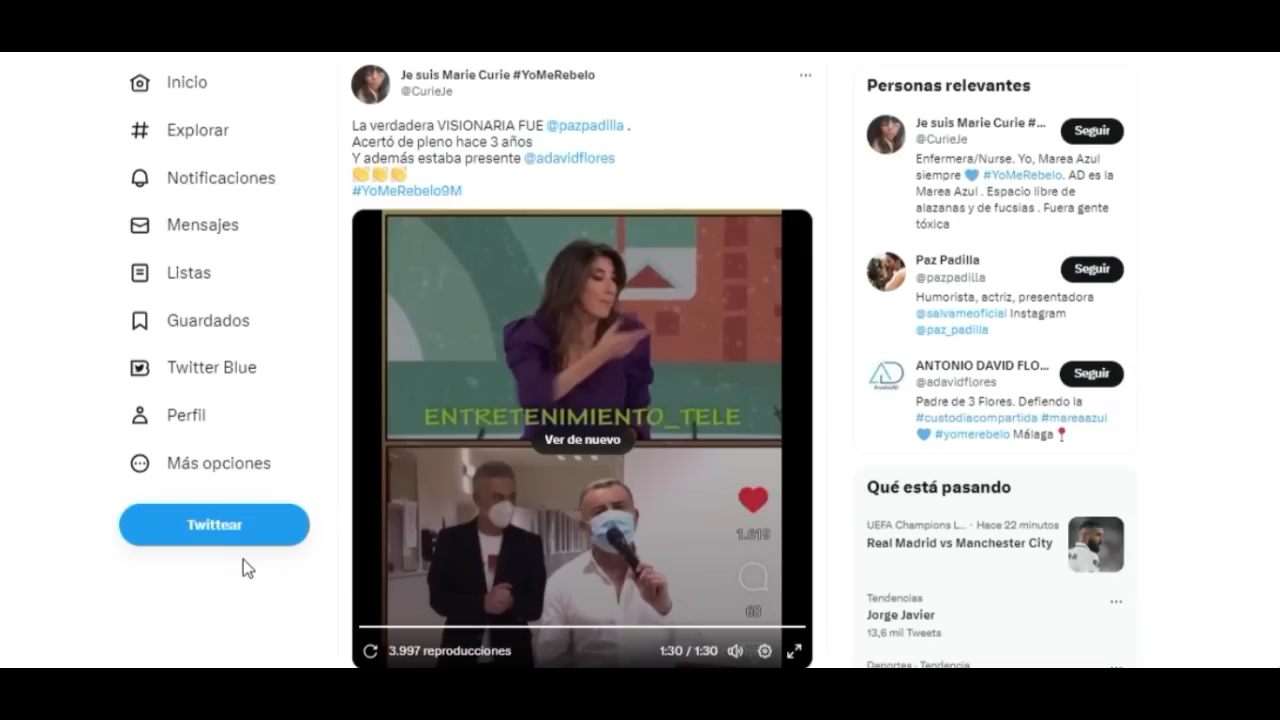 Inicio
Explorar
Notificaciones
Mensajes
Listas
Guardados
Twitter Blue
Perfil
Más opciones
Twittear
Je suis Marie Curie #YoMeRebelo
@CurieJe
La verdadera VISIONARIA FUE @pazpadilla .
Acertó de pleno hace 3 años
Y además estaba presente @adavidflores
👏👏👏
#YoMeRebelo9M
ENTRETENIMIENTO_TELE
Ver de nuevo
1.619
68
3.997 reproducciones
1:30 / 1:30
Personas relevantes
Je suis Marie Curie #...
@CurieJe
Seguir
Enfermera/Nurse. Yo, Marea Azul
siempre 💙 #YoMeRebelo. AD es la
Marea Azul . Espacio libre de
alazanas y de fucsias . Fuera gente
tóxica
Paz Padilla
@pazpadilla
Seguir
Humorista, actriz, presentadora
@salvameoficial Instagram
@paz_padilla
ANTONIO DAVID FLO...
@adavidflores
Seguir
Padre de 3 Flores. Defiendo la
#custodiacompartida #mareaazul
💙 #yomerebelo Málaga📍
Qué está pasando
UEFA Champions L... · Hace 22 minutos
Real Madrid vs Manchester City
Tendencias
Jorge Javier
13,6 mil Tweets
Deportes · Tendencia